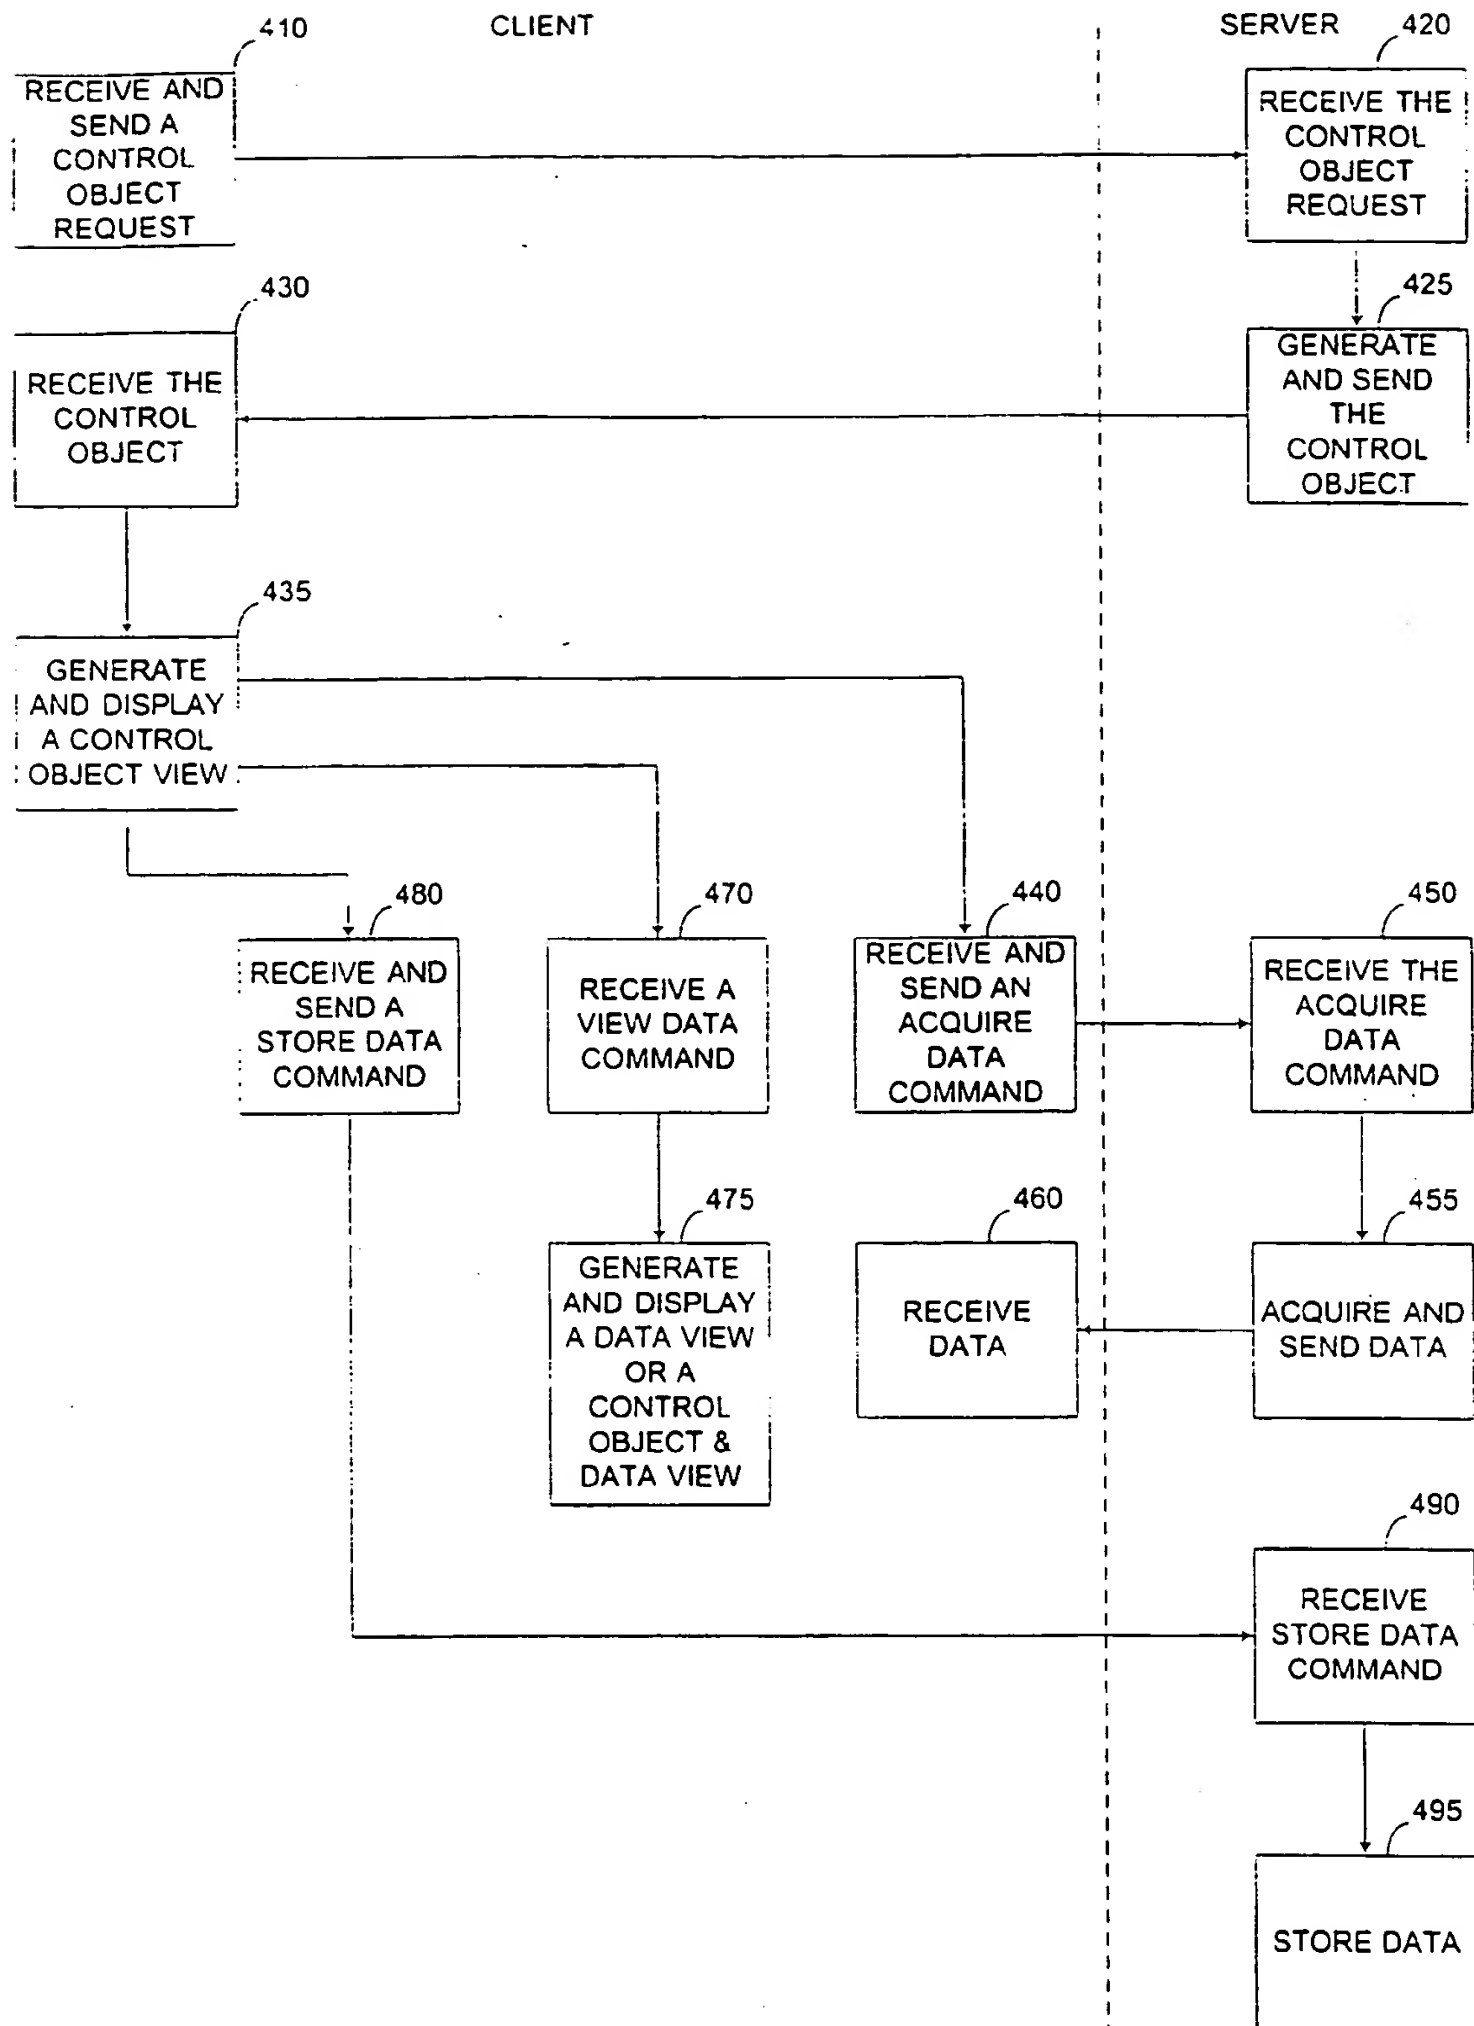 410
CLIENT
SERVER
420
RECEIVE AND
SEND A
CONTROL
OBJECT
REQUEST
RECEIVE THE
CONTROL
OBJECT
REQUEST
430
425
RECEIVE THE
CONTROL
OBJECT
GENERATE
AND SEND
THE
CONTROL
OBJECT
435
GENERATE
AND DISPLAY
A CONTROL
OBJECT VIEW
480
470
440
450
RECEIVE AND
SEND A
STORE DATA
COMMAND
RECEIVE A
VIEW DATA
COMMAND
RECEIVE AND
SEND AN
ACQUIRE
DATA
COMMAND
RECEIVE THE
ACQUIRE
DATA
COMMAND
475
460
455
GENERATE
AND DISPLAY
A DATA VIEW
OR A
CONTROL
OBJECT &
DATA VIEW
RECEIVE
DATA
ACQUIRE AND
SEND DATA
490
RECEIVE
STORE DATA
COMMAND
495
STORE DATA